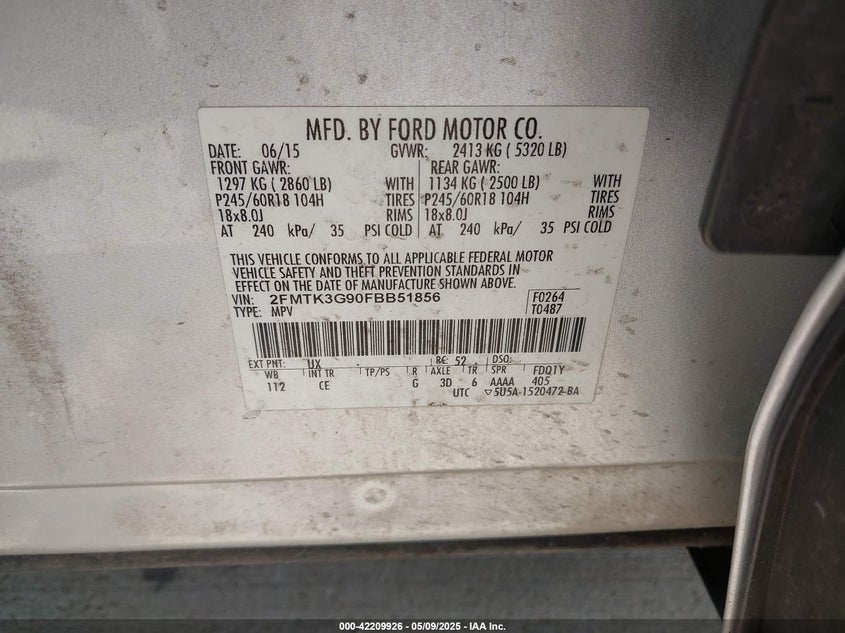 MFD. BY FORD MOTOR CO.
DATE: 06/15 GVWR: 2413 KG ( 5320 LB)
FRONT GAWR: REAR GAWR:
1297 KG ( 2860 LB) WITH 1134 KG ( 2500 LB) WITH
P245/60R18 104H TIRES P245/60R18 104H TIRES
18x8.0J RIMS 18x8.0J RIMS
AT 240 kPa/ 35 PSI COLD AT 240 kPa/ 35 PSI COLD
THIS VEHICLE CONFORMS TO ALL APPLICABLE FEDERAL MOTOR
VEHICLE SAFETY AND THEFT PREVENTION STANDARDS IN
EFFECT ON THE DATE OF MANUFACTURE SHOWN ABOVE.
VIN: 2FMTK3G90FBB51856 F0264
TYPE: MPV T0487
EXT PNT: UX RC: 52 DSO:
WB INT TR TP/PS R AXLE TR SPR FDQ1Y
112 CE G 3D 6 AAAA 405
UTC ▽5U5A-1520472-BA
000-42209926 - 05/09/2025 - IAA Inc.